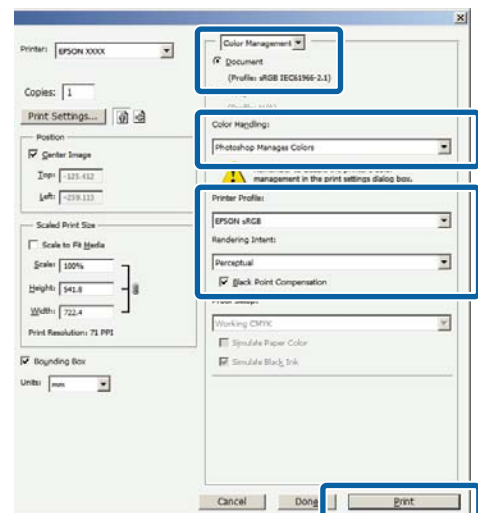 Printer: EPSON XXXX
Copies: 1
Print Settings...
Position
Center Image
Top: -125.412
Left: -259.113
Scaled Print Size
Scale to Fit Media
Scale: 100%
Height: 541.8
Width: 722.4
Print Resolution: 71 PPI
Bounding Box
Units: mm
Color Management
Document
(Profile: sRGB IEC61966-2.1)
Color Handling:
Photoshop Manages Colors
management in the print settings dialog box.
Printer Profile:
EPSON sRGB
Rendering Intent:
Perceptual
Black Point Compensation
Working CMYK
Simulate Paper Color
Simulate Black Ink
Cancel
Done
Print